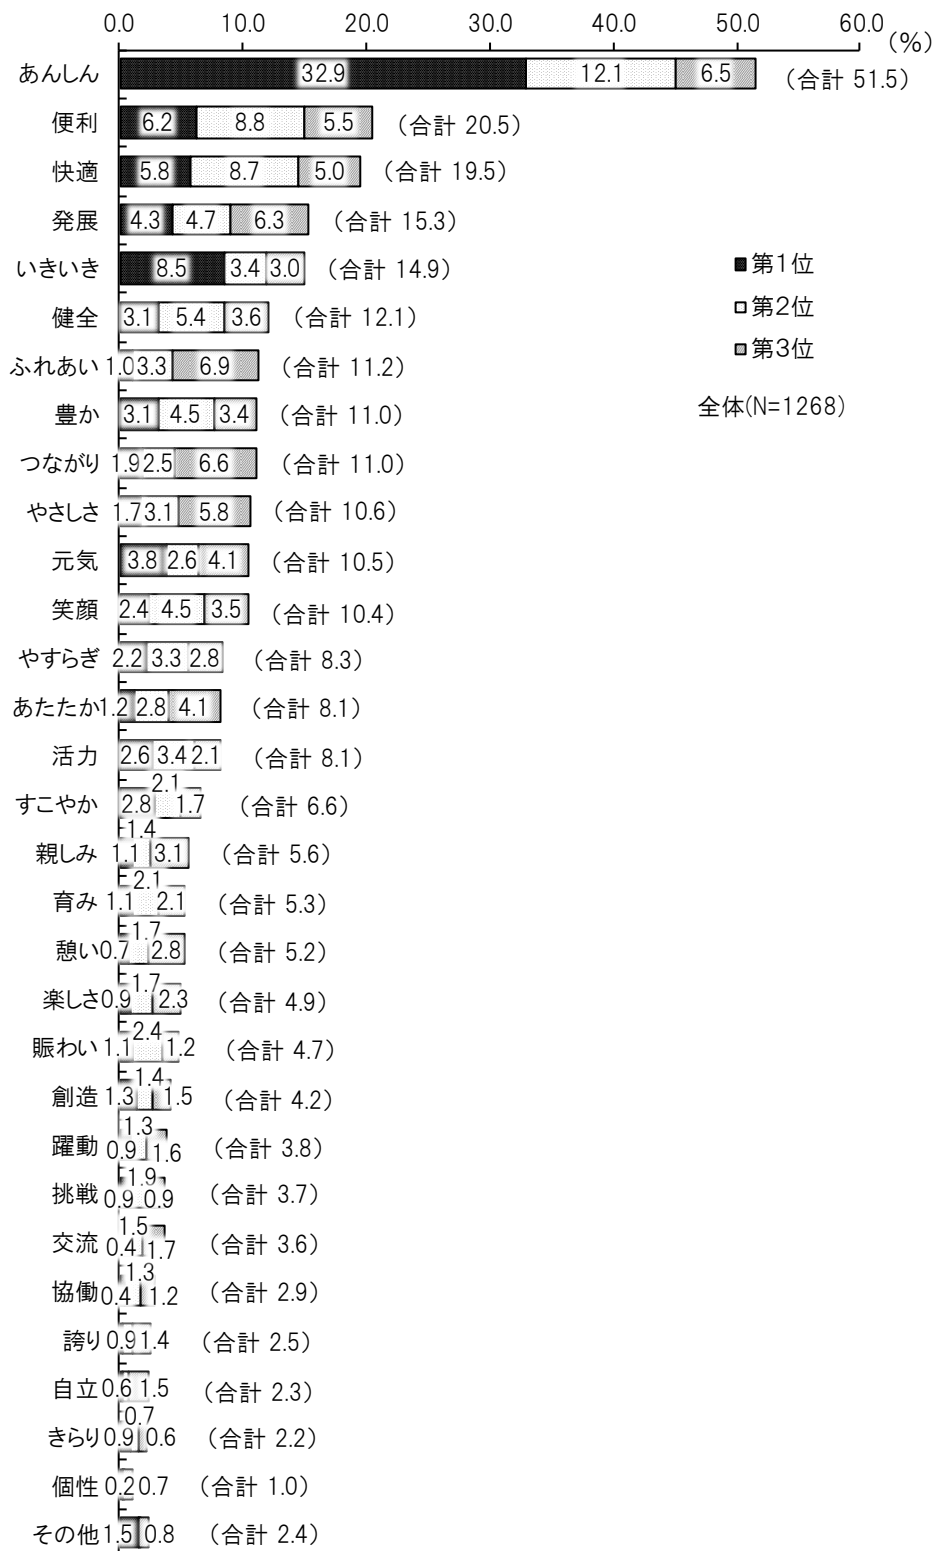 0.0 10.0 20.0 30.0 40.0 50.0 60.0
(%)
あんしん 32.9 12.1 6.5 (合計 51.5)
便利 6.2 8.8 5.5 (合計 20.5)
快適 5.8 8.7 5.0 (合計 19.5)
発展 4.3 4.7 6.3 (合計 15.3)
いきいき 8.5 3.4 3.0 (合計 14.9)
■第1位
健全 3.1 5.4 3.6 (合計 12.1)
□第2位
ふれあい 1.0 3.3 6.9 (合計 11.2)
第3位
豊か 3.1 4.5 3.4 (合計 11.0)
全体(N=1268)
つながり 1.9 2.5 6.6 (合計 11.0)
やさしさ 1.7 3.1 5.8 (合計 10.6)
元気 3.8 2.6 4.1 (合計 10.5)
笑顔 2.4 4.5 3.5 (合計 10.4)
やすらぎ 2.2 3.3 2.8 (合計 8.3)
あたたか 1.2 2.8 4.1 (合計 8.1)
活力 2.6 3.4 2.1 (合計 8.1)
すこやか 2.8 2.1 1.7 (合計 6.6)
親しみ 1.1 1.4 3.1 (合計 5.6)
育み 1.1 2.1 2.1 (合計 5.3)
憩い 0.7 1.7 2.8 (合計 5.2)
楽しさ 0.9 1.7 2.3 (合計 4.9)
賑わい 1.1 2.4 1.2 (合計 4.7)
創造 1.3 1.4 1.5 (合計 4.2)
躍動 0.9 1.3 1.6 (合計 3.8)
挑戦 0.9 1.9 0.9 (合計 3.7)
交流 0.4 1.5 1.7 (合計 3.6)
協働 0.4 1.3 1.2 (合計 2.9)
誇り 0.9 1.4 (合計 2.5)
自立 0.6 1.5 (合計 2.3)
きらり 0.9 0.7 0.6 (合計 2.2)
個性 0.2 0.7 (合計 1.0)
その他 1.5 0.8 (合計 2.4)